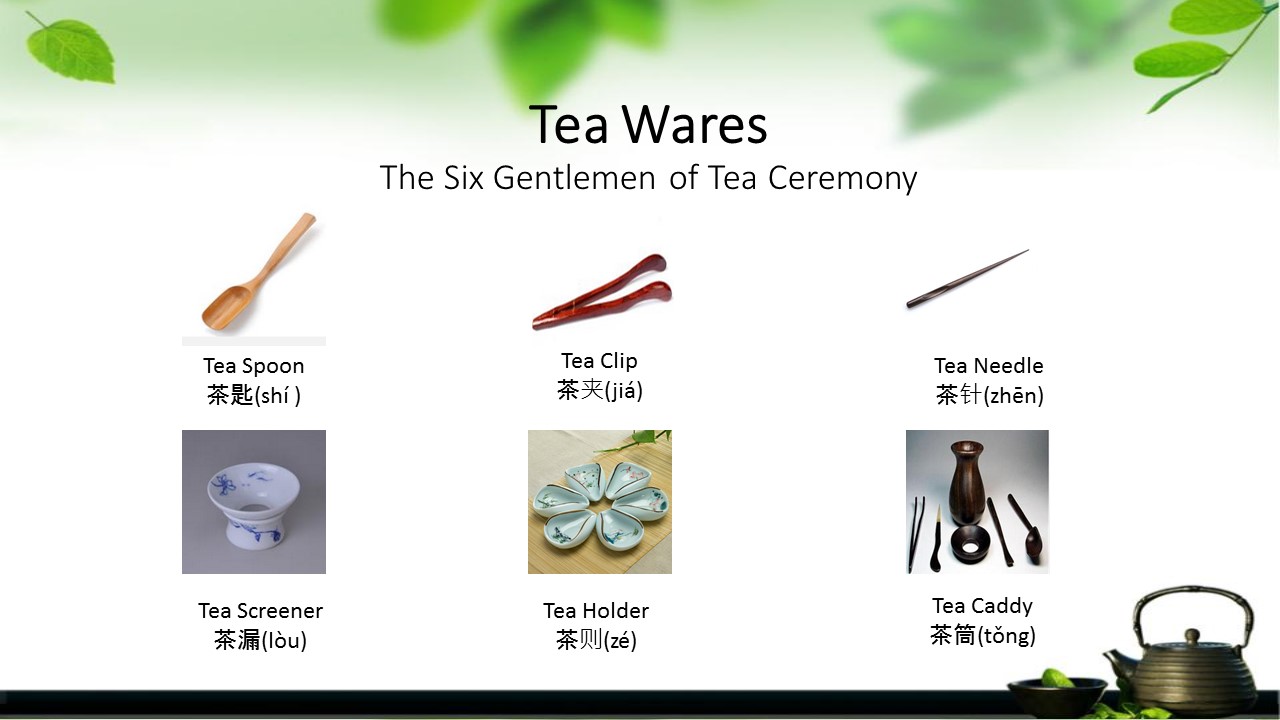 Tea Wares
The Six Gentlemen of Tea Ceremony
Tea Spoon
茶匙(shí )
Tea Clip
茶夹(jiá)
Tea Needle
茶针(zhēn)
Tea Screener
茶漏(lòu)
Tea Holder
茶则(zé)
Tea Caddy
茶筒(tǒng)